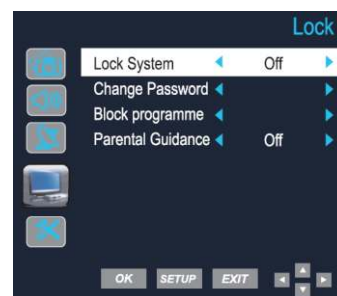 Lock
Lock System Off
Change Password
Block programme
Parental Guidance Off
OK SETUP EXIT